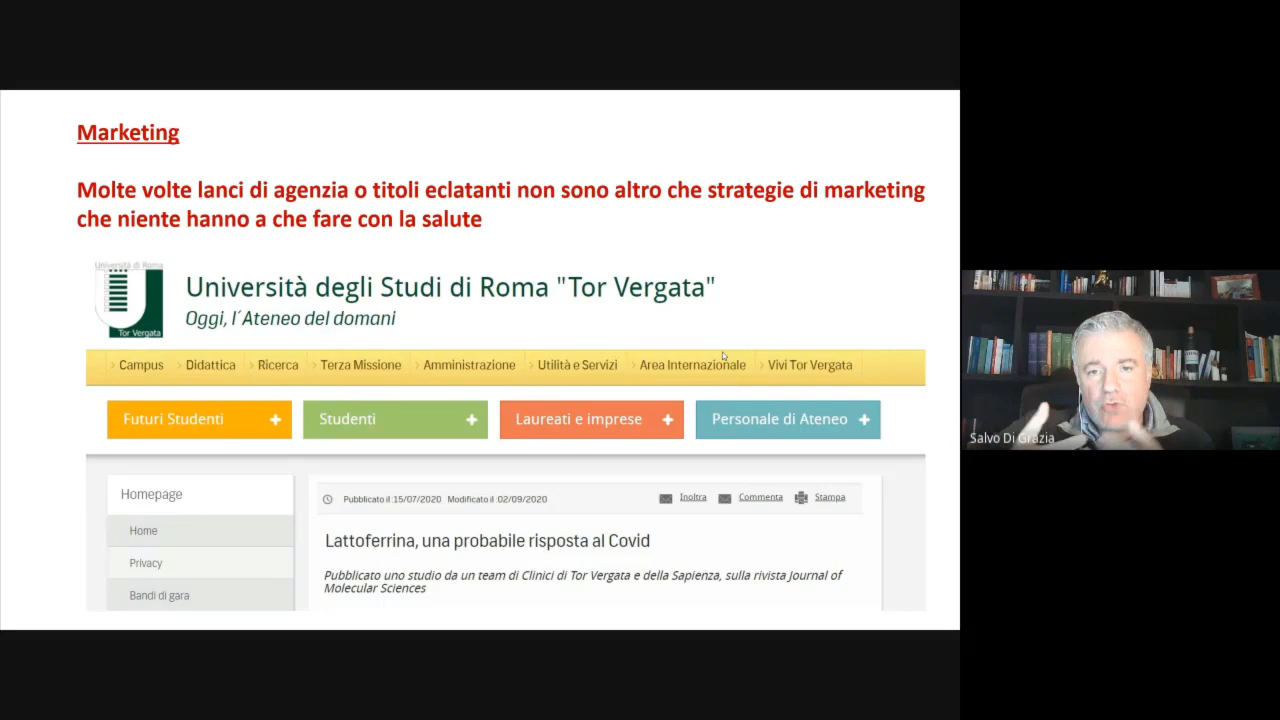 Marketing
Molte volte lanci di agenzia o titoli eclatanti non sono altro che strategie di marketing
che niente hanno a che fare con la salute
Università di Roma
Tor Vergata
Università degli Studi di Roma "Tor Vergata"
Oggi, l´Ateneo del domani
Campus Didattica Ricerca Terza Missione Amministrazione Utilità e Servizi Area Internazionale Vivi Tor Vergata
Futuri Studenti + Studenti + Laureati e imprese + Personale di Ateneo +
Homepage
Home
Privacy
Bandi di gara
Pubblicato il :15/07/2020 Modificato il :02/09/2020 Inoltra Commenta Stampa
Lattoferrina, una probabile risposta al Covid
Pubblicato uno studio da un team di Clinici di Tor Vergata e della Sapienza, sulla rivista Journal of
Molecular Sciences
Salvo Di Grazia